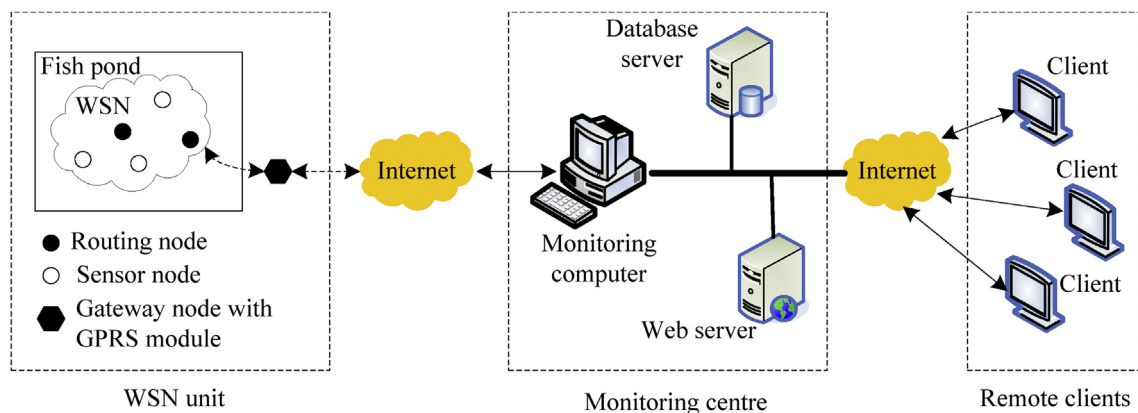 Fish pond
WSN
Routing node
Sensor node
Gateway node with
GPRS module
WSN unit
Internet
Database
server
Monitoring
computer
Web server
Monitoring centre
Internet
Client
Client
Client
Remote clients